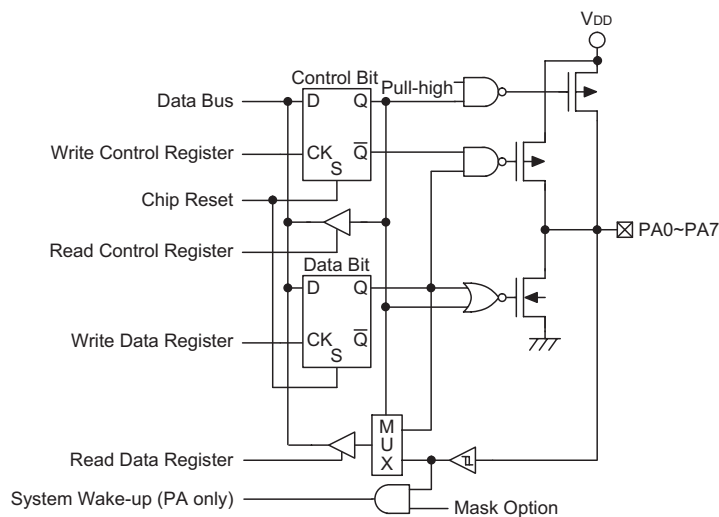 VDD
Control Bit
Pull-high
Data Bus
D
Q
Write Control Register
CK
Q̅
S
Chip Reset
Read Control Register
PA0~PA7
Data Bit
D
Q
Write Data Register
CK
Q̅
S
M
U
X
Read Data Register
System Wake-up (PA only)
Mask Option